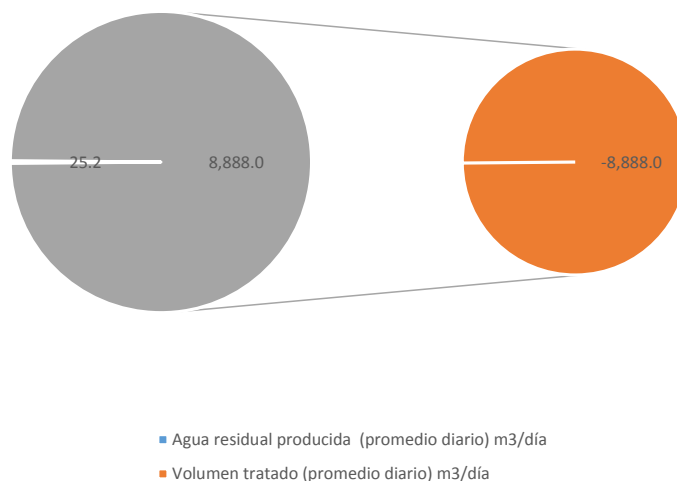 25.2
8,888.0
-8,888.0
Agua residual producida (promedio diario) m3/día
Volumen tratado (promedio diario) m3/día